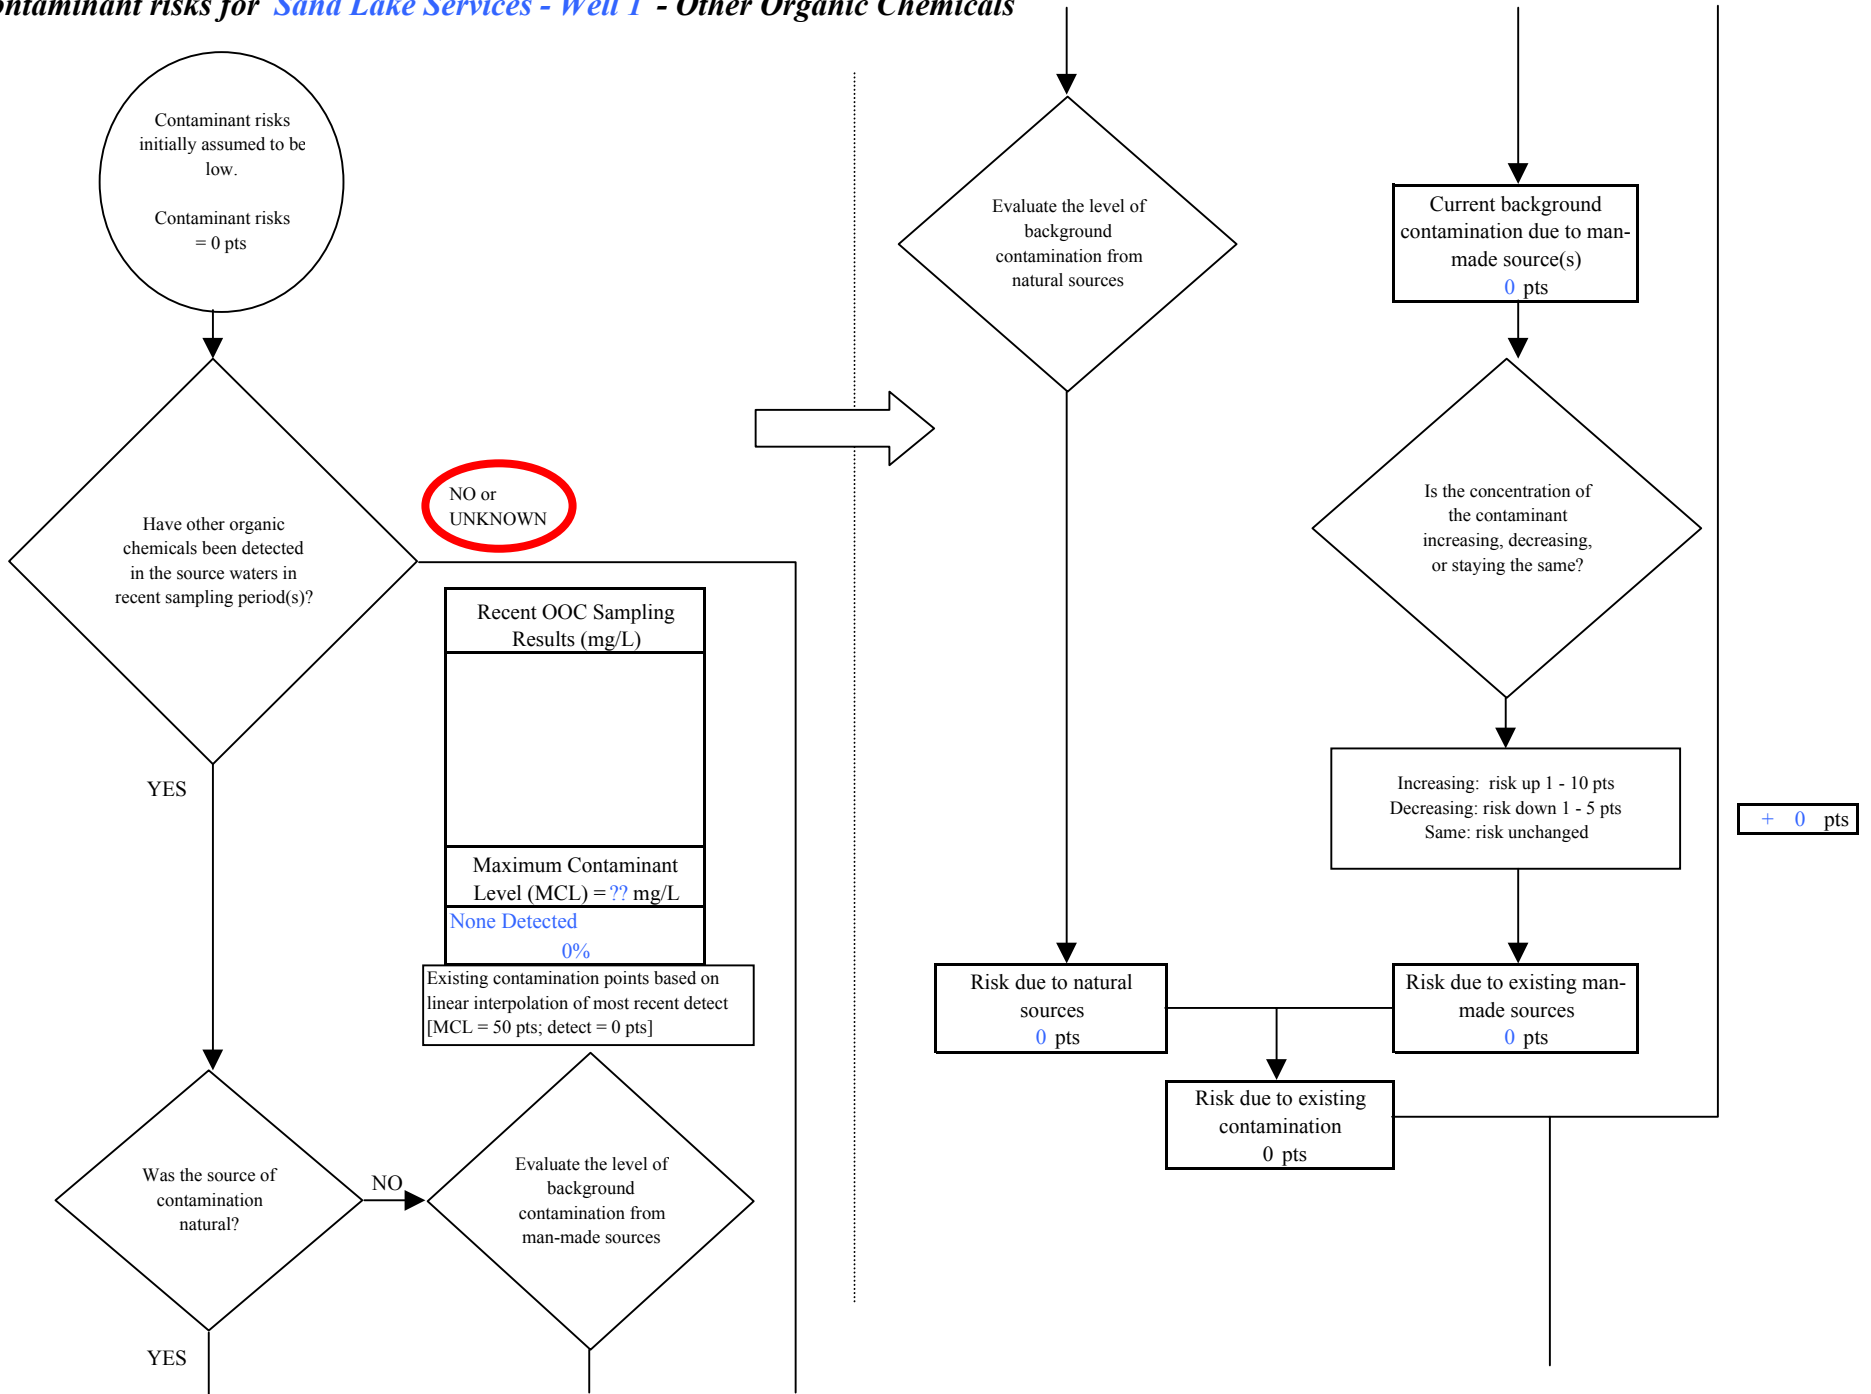 ontaminant risks for Sand Lake Services - Well 1 - Other Organic Chemicals
Contaminant risks
initially assumed to be
low.
Contaminant risks
= 0 pts
Have other organic
chemicals been detected
in the source waters in
recent sampling period(s)?
NO or
UNKNOWN
YES
Recent OOC Sampling
Results (mg/L)
Maximum Contaminant
Level (MCL) = ?? mg/L
None Detected
0%
Existing contamination points based on
linear interpolation of most recent detect
[MCL = 50 pts; detect = 0 pts]
Was the source of
contamination
natural?
NO
YES
Evaluate the level of
background
contamination from
man-made sources
Evaluate the level of
background
contamination from
natural sources
Current background
contamination due to man-
made source(s)
0 pts
Is the concentration of
the contaminant
increasing, decreasing,
or staying the same?
Increasing: risk up 1 - 10 pts
Decreasing: risk down 1 - 5 pts
Same: risk unchanged
+ 0 pts
Risk due to natural
sources
0 pts
Risk due to existing man-
made sources
0 pts
Risk due to existing
contamination
0 pts